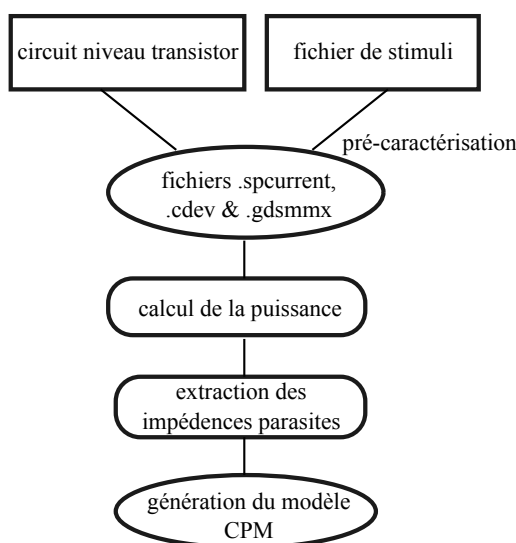 circuit niveau transistor
fichier de stimuli
pré-caractérisation
fichiers .spcurrent,
.cdev & .gdsmmx
calcul de la puissance
extraction des
impédences parasites
génération du modèle
CPM